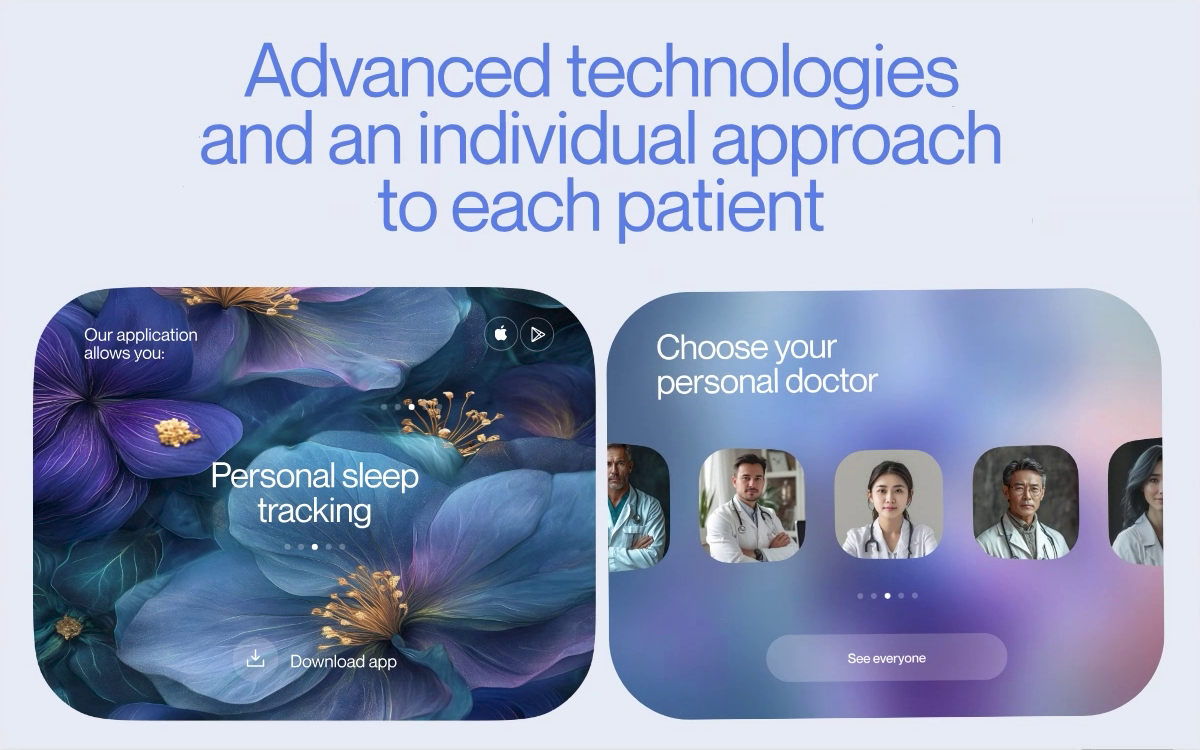 Advanced technologies
and an individual approach
to each patient
Our application
allows you:
Personal sleep
tracking
Download app
Choose your
personal doctor
See everyone